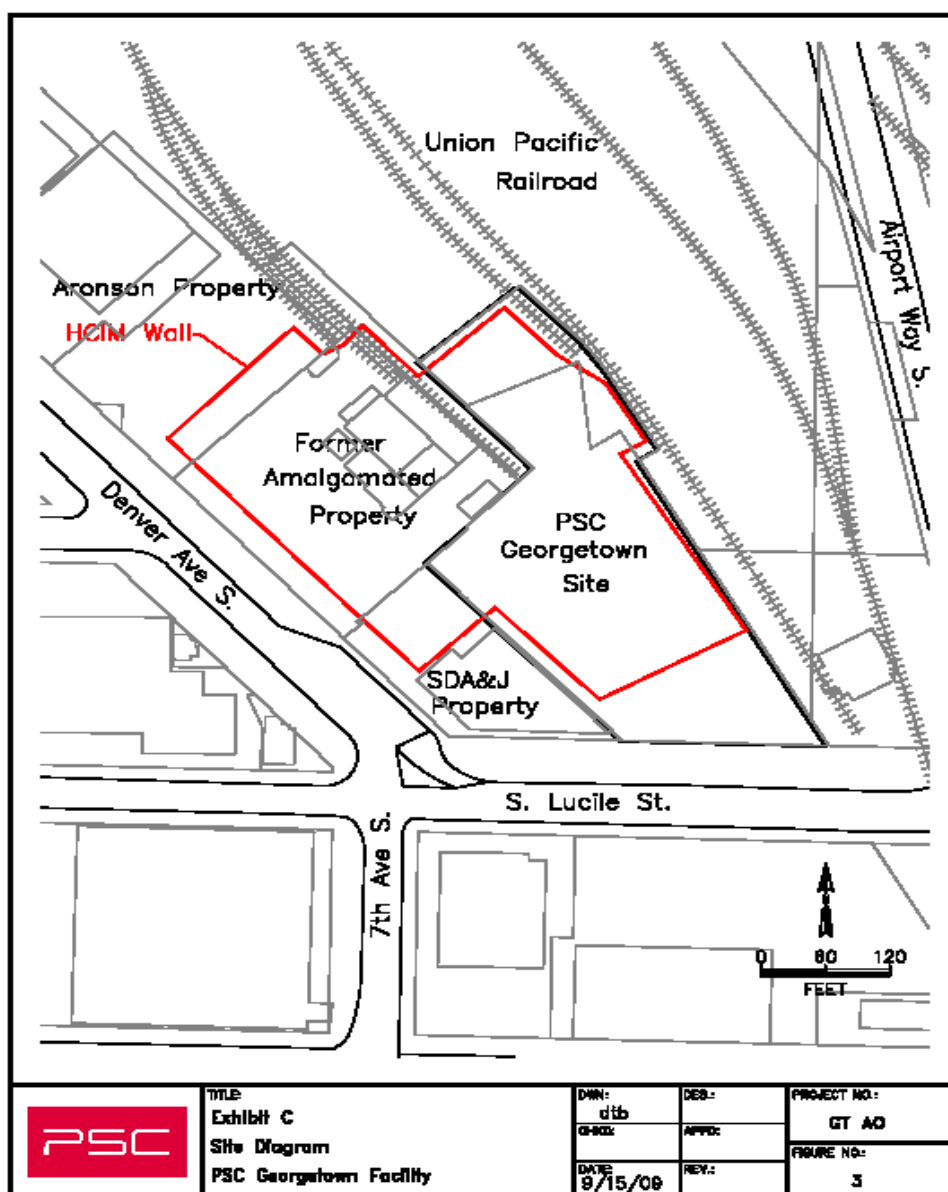 Union Pacific
Railroad
Airport Way S.
Aronson Property
HCIM Wall
Former
Amalgamated
Property
PSC
Georgetown
Site
Denver Ave S.
SDA&J
Property
S. Lucile St.
7th Ave S.
0 60 120
FEET
PSC
TITLE:
Exhibit C
Site Diagram
PSC Georgetown Facility
DWN:
dtb
DES.:
CHKD:
APPD:
DATE:
9/15/09
REV.:
PROJECT NO.:
GT AO
FIGURE NO.:
3